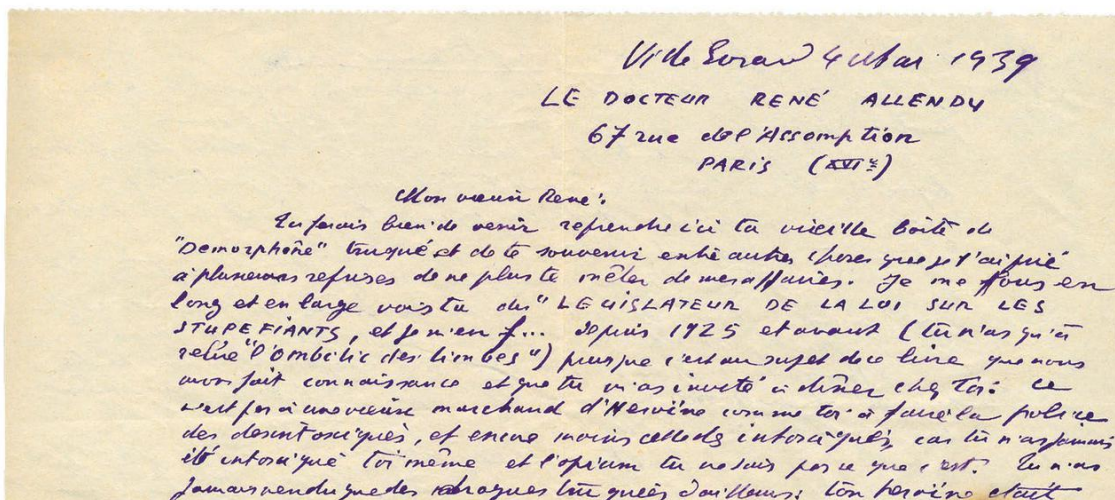 Ville Evrard 4 Mai 1939
LE DOCTEUR RENÉ ALLENDY
67 rue de l'Assomption
PARIS (XVIe)
Mon vieux René:
Tu ferais bien de venir reprendre ici ta vieille boîte de
"Demorphène" truqué et de te souvenir entre autres choses que je t'ai prié
à plusieurs refuses de ne plus te mêler de mes affaires. Je me fous en
long et en large vois tu du "LEGISLATEUR DE LA LOI SUR LES
STUPEFIANTS, et je m'en f... depuis 1925 et avant (tu n'as qu'à
relire "l'Ombilic des limbes") puisque c'est au sujet de ce livre que nous
avons fait connaissance et que tu m'as invité à dîner chez toi. Ce
n'est pas à une vieux marchand d'Heroïne comme toi à faire la police
des desintoxiqués, et encore moins celle des intoxiqués, car tu n'as jamais
été intoxiqué toi même et l'opium tu ne sais pas ce que c'est. Tu n'as
jamais vendu que des drogues truquées d'ailleurs: ton heroïne était